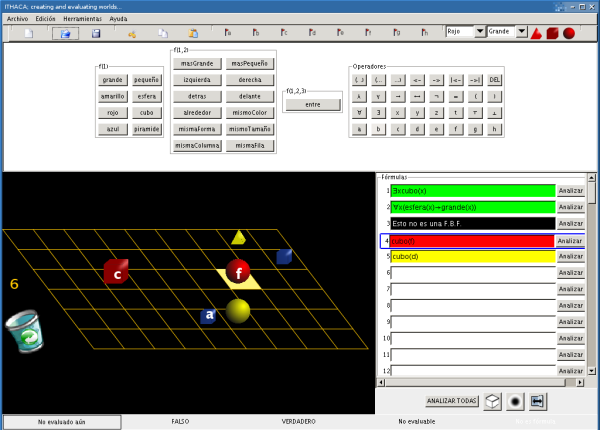 ITHACA: creating and evaluating worlds...
Archivo Edición Herramientas Ayuda
a b c d e f g h Rojo Grande
f(1)
grande pequeño
amarillo esfera
rojo cubo
azul piramide
f(1,2)
masGrande masPequeño
izquierda derecha
detras delante
alrededor mismoColor
mismaForma mismoTamaño
mismaColumna mismaFila
f(1,2,3)
entre
Operadores
( .) (.. ..) <- -> |<- ->| DEL
∧ ∨ → ↔ ¬ = ( )
∀ ∃ x y z t ⊤ ⊥
a b c d e f g h
6
c
f
a
Fórmulas
1 ∃xcubo(x) Analizar
2 ∀x(esfera(x)→grande(x)) Analizar
3 Esto no es una F.B.F. Analizar
4 cubo(f) Analizar
5 cubo(d) Analizar
6 Analizar
7 Analizar
8 Analizar
9 Analizar
10 Analizar
11 Analizar
12 Analizar
ANALIZAR TODAS
No evaluado aún FALSO VERDADERO No evaluable